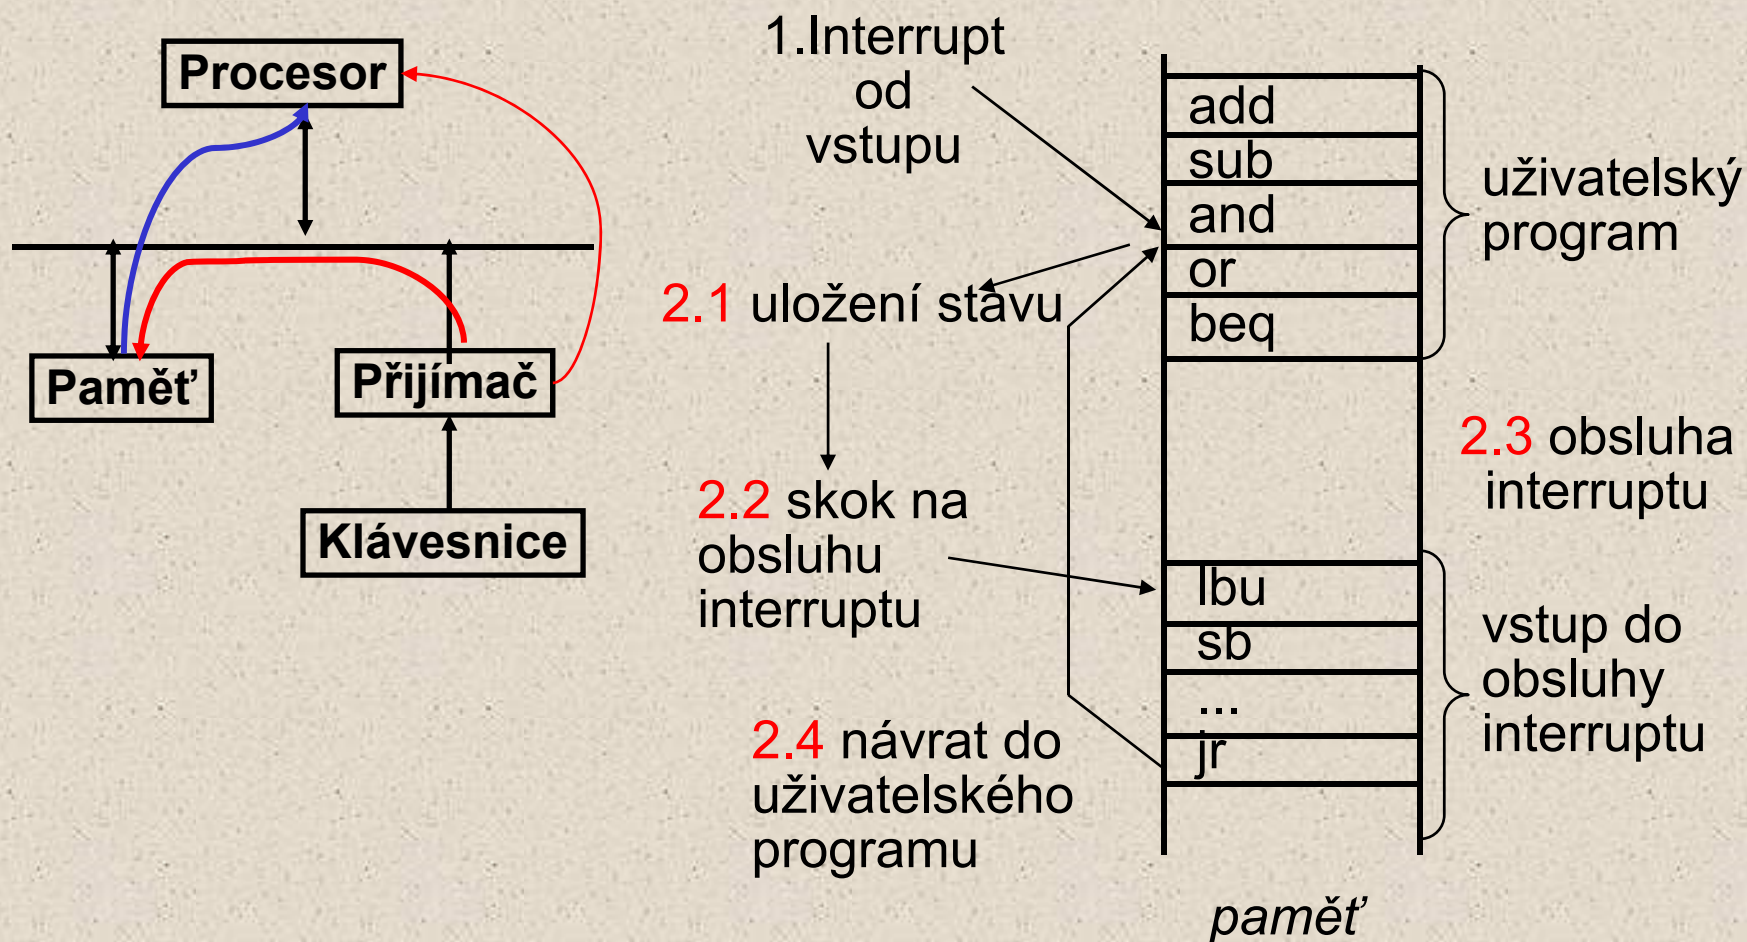 Procesor
Paměť
Přijímač
Klávesnice
1.Interrupt
od
vstupu
2.1 uložení stavu
2.2 skok na
obsluhu
interruptu
2.4 návrat do
uživatelského
programu
add
sub
and
or
beq
lbu
sb
...
jr
paměť
uživatelský
program
2.3 obsluha
interruptu
vstup do
obsluhy
interruptu